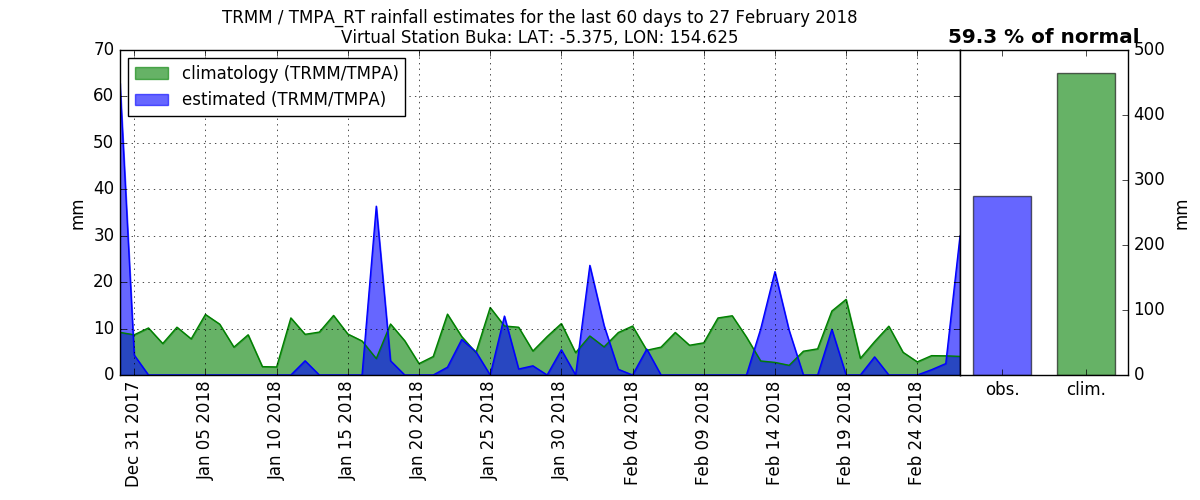 TRMM / TMPA_RT rainfall estimates for the last 60 days to 27 February 2018
Virtual Station Buka: LAT: -5.375, LON: 154.625
59.3 % of normal
climatology (TRMM/TMPA)
estimated (TRMM/TMPA)
70
60
50
40
30
20
10
0
mm
Dec 31 2017
Jan 05 2018
Jan 10 2018
Jan 15 2018
Jan 20 2018
Jan 25 2018
Jan 30 2018
Feb 04 2018
Feb 09 2018
Feb 14 2018
Feb 19 2018
Feb 24 2018
obs.
clim.
500
400
300
200
100
0
mm